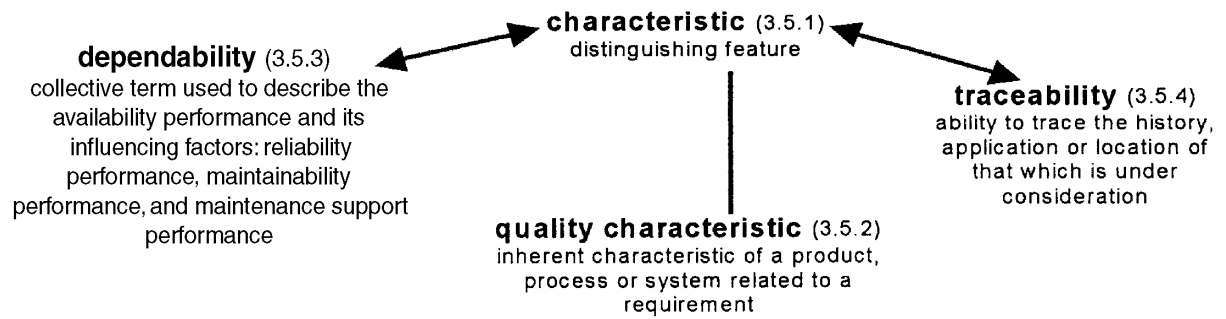 characteristic (3.5.1)
distinguishing feature
dependability (3.5.3)
collective term used to describe the
availability performance and its
influencing factors: reliability
performance, maintainability
performance, and maintenance support
performance
traceability (3.5.4)
ability to trace the history,
application or location of
that which is under
consideration
quality characteristic (3.5.2)
inherent characteristic of a product,
process or system related to a
requirement